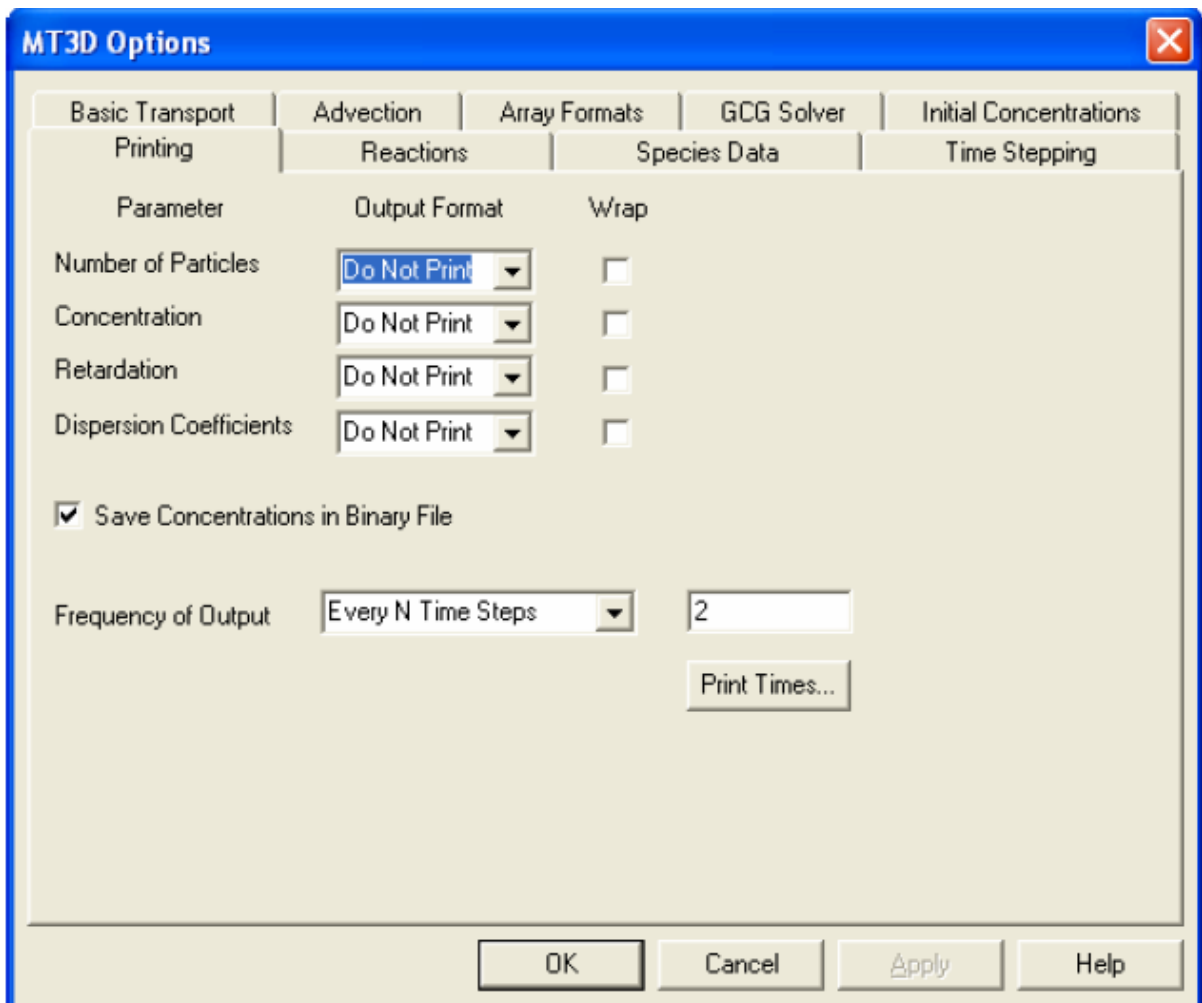 MT3D Options
Basic Transport Advection Array Formats GCG Solver Initial Concentrations
Printing Reactions Species Data Time Stepping
Parameter Output Format Wrap
Number of Particles Do Not Print
Concentration Do Not Print
Retardation Do Not Print
Dispersion Coefficients Do Not Print
Save Concentrations in Binary File
Frequency of Output Every N Time Steps 2
Print Times...
OK Cancel Apply Help